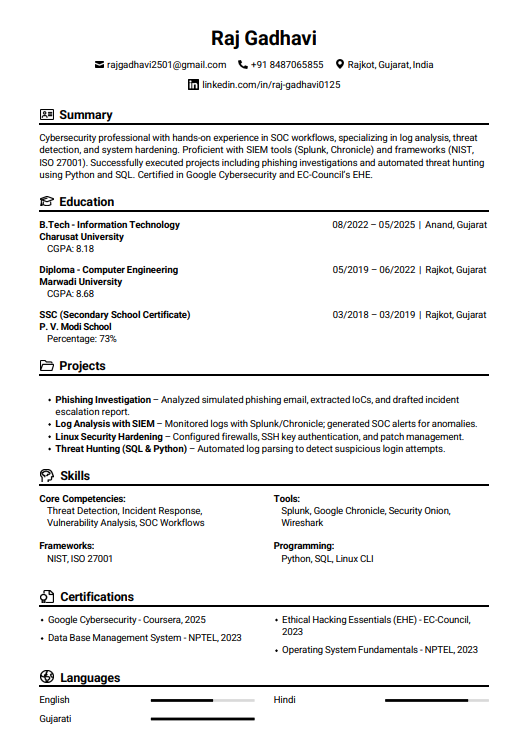 Raj Gadhavi
rajgadhavi2501@gmail.com +91 8487065855 Rajkot, Gujarat, India
linkedin.com/in/raj-gadhavi0125
Summary
Cybersecurity professional with hands-on experience in SOC workflows, specializing in log analysis, threat
detection, and system hardening. Proficient with SIEM tools (Splunk, Chronicle) and frameworks (NIST,
ISO 27001). Successfully executed projects including phishing investigations and automated threat hunting
using Python and SQL. Certified in Google Cybersecurity and EC-Council's EHE.
Education
B.Tech - Information Technology 08/2022 – 05/2025 | Anand, Gujarat
Charusat University
CGPA: 8.18
Diploma - Computer Engineering 05/2019 – 06/2022 | Rajkot, Gujarat
Marwadi University
CGPA: 8.68
SSC (Secondary School Certificate) 03/2018 – 03/2019 | Rajkot, Gujarat
P. V. Modi School
Percentage: 73%
Projects
• Phishing Investigation – Analyzed simulated phishing email, extracted IoCs, and drafted incident
escalation report.
• Log Analysis with SIEM – Monitored logs with Splunk/Chronicle; generated SOC alerts for anomalies.
• Linux Security Hardening – Configured firewalls, SSH key authentication, and patch management.
• Threat Hunting (SQL & Python) – Automated log parsing to detect suspicious login attempts.
Skills
Core Competencies:
Threat Detection, Incident Response,
Vulnerability Analysis, SOC Workflows
Tools:
Splunk, Google Chronicle, Security Onion,
Wireshark
Frameworks:
NIST, ISO 27001
Programming:
Python, SQL, Linux CLI
Certifications
• Google Cybersecurity - Coursera, 2025
• Data Base Management System - NPTEL, 2023
• Ethical Hacking Essentials (EHE) - EC-Council,
2023
• Operating System Fundamentals - NPTEL, 2023
Languages
English
Hindi
Gujarati